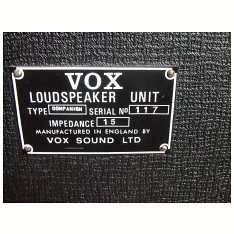 VOX
LOUDSPEAKER UNIT
TYPE COMPANION SERIAL Nº 117
IMPEDANCE 15
MANUFACTURED IN ENGLAND BY
VOX SOUND LTD